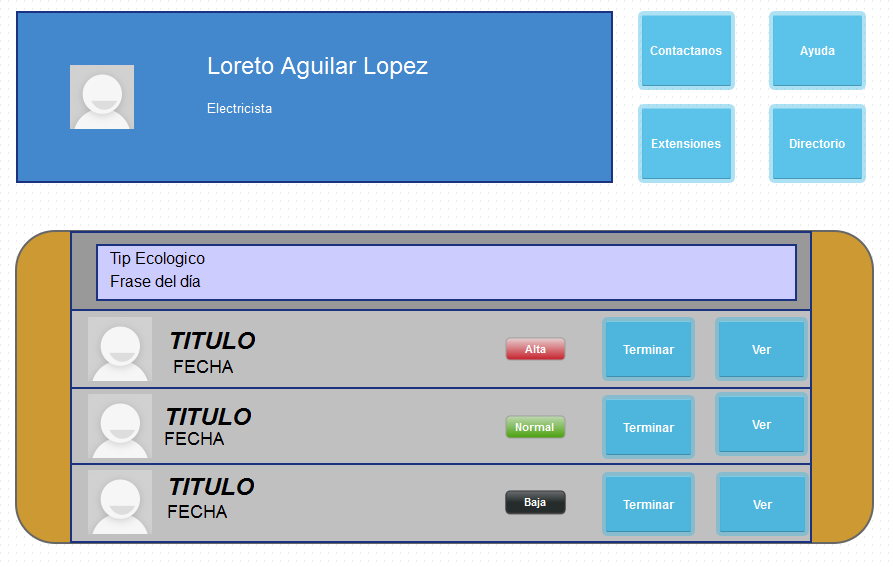 Loreto Aguilar Lopez
Electricista
Contactanos
Ayuda
Extensiones
Directorio
Tip Ecologico
Frase del día
TITULO
FECHA
Alta
Terminar
Ver
TITULO
FECHA
Normal
Terminar
Ver
TITULO
FECHA
Baja
Terminar
Ver